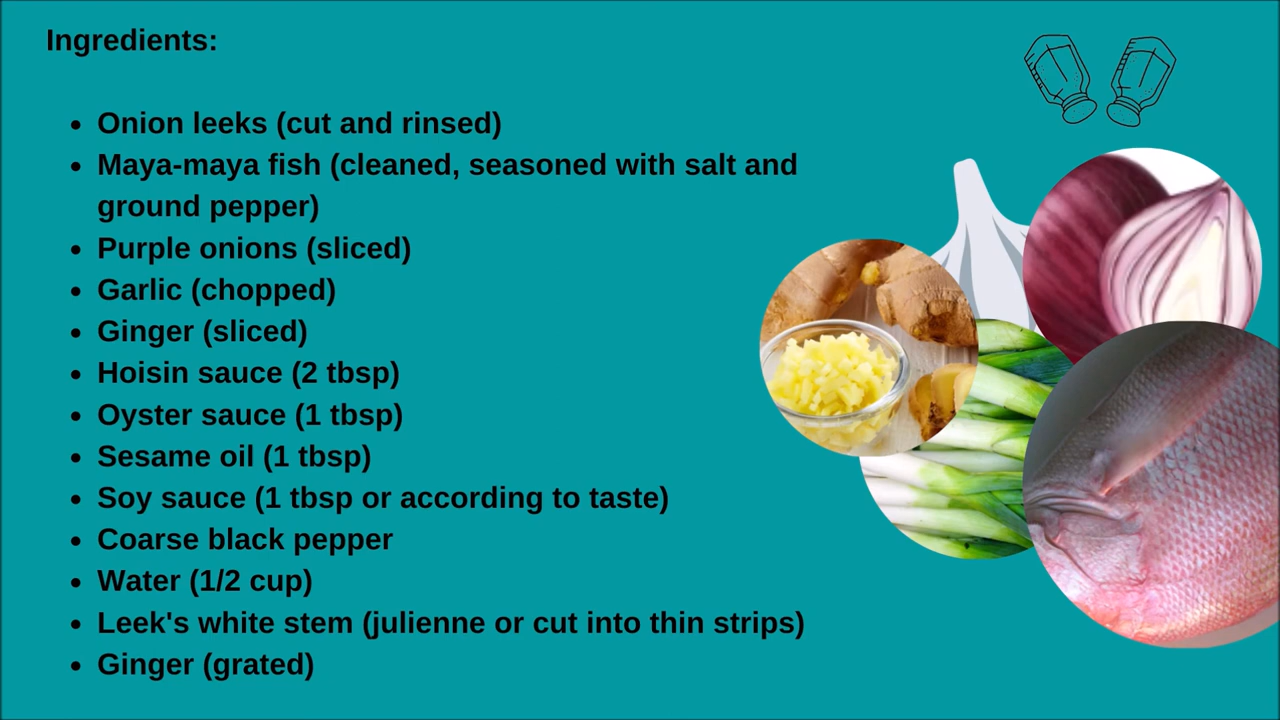 Ingredients:
• Onion leeks (cut and rinsed)
• Maya-maya fish (cleaned, seasoned with salt and
ground pepper)
• Purple onions (sliced)
• Garlic (chopped)
• Ginger (sliced)
• Hoisin sauce (2 tbsp)
• Oyster sauce (1 tbsp)
• Sesame oil (1 tbsp)
• Soy sauce (1 tbsp or according to taste)
• Coarse black pepper
• Water (1/2 cup)
• Leek's white stem (julienne or cut into thin strips)
• Ginger (grated)